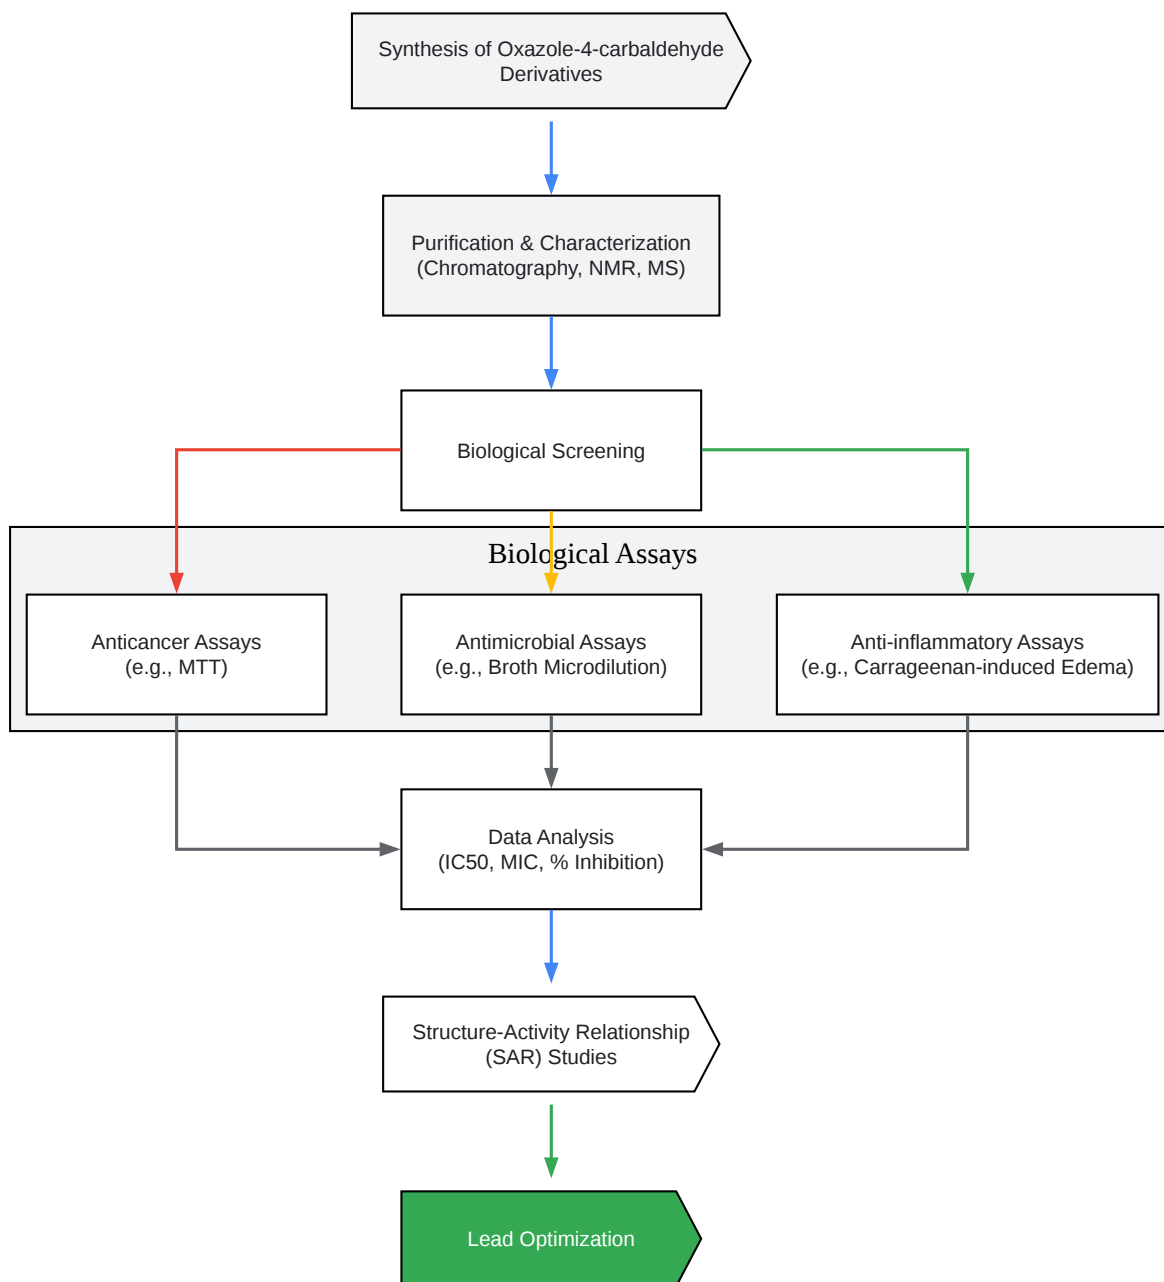 Synthesis of Oxazole-4-carbaldehyde
Derivatives
Purification & Characterization
(Chromatography, NMR, MS)
Biological Screening
Biological Assays
Anticancer Assays
(e.g., MTT)
Antimicrobial Assays
(e.g., Broth Microdilution)
Anti-inflammatory Assays
(e.g., Carrageenan-induced Edema)
Data Analysis
(IC50, MIC, % Inhibition)
Structure-Activity Relationship
(SAR) Studies
Lead Optimization